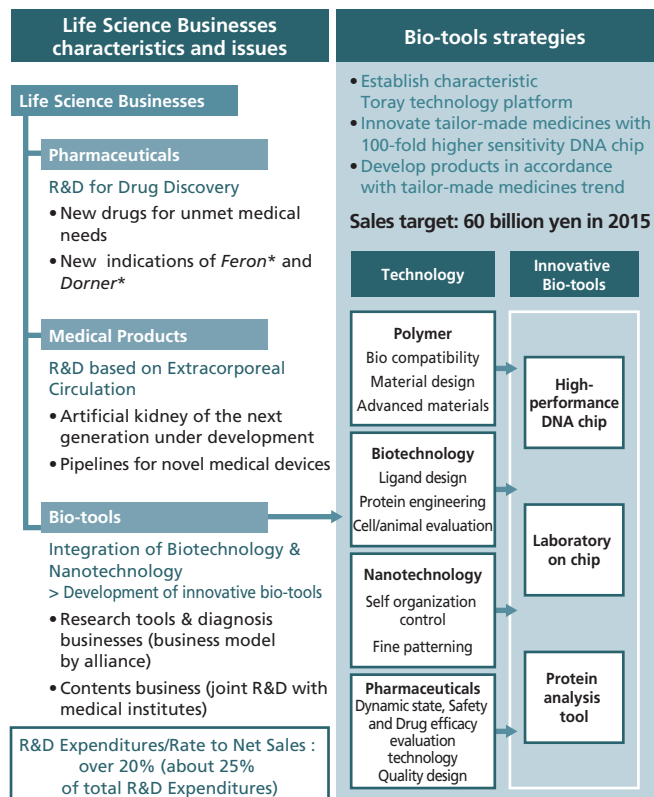 Life Science Businesses
characteristics and issues
Life Science Businesses
Pharmaceuticals
R&D for Drug Discovery
• New drugs for unmet medical
needs
• New indications of Feron* and
Dorner*
Medical Products
R&D based on Extracorporeal
Circulation
• Artificial kidney of the next
generation under development
• Pipelines for novel medical devices
Bio-tools
Integration of Biotechnology &
Nanotechnology
> Development of innovative bio-tools
• Research tools & diagnosis
businesses (business model
by alliance)
• Contents business (joint R&D with
medical institutes)
R&D Expenditures/Rate to Net Sales :
over 20% (about 25%
of total R&D Expenditures)
Bio-tools strategies
• Establish characteristic
Toray technology platform
• Innovate tailor-made medicines with
100-fold higher sensitivity DNA chip
• Develop products in accordance
with tailor-made medicines trend
Sales target: 60 billion yen in 2015
Technology
Polymer
Bio compatibility
Material design
Advanced materials
Biotechnology
Ligand design
Protein engineering
Cell/animal evaluation
Nanotechnology
Self organization
control
Fine patterning
Pharmaceuticals
Dynamic state, Safety
and Drug efficacy
evaluation
technology
Quality design
Innovative
Bio-tools
High-
performance
DNA chip
Laboratory
on chip
Protein
analysis
tool